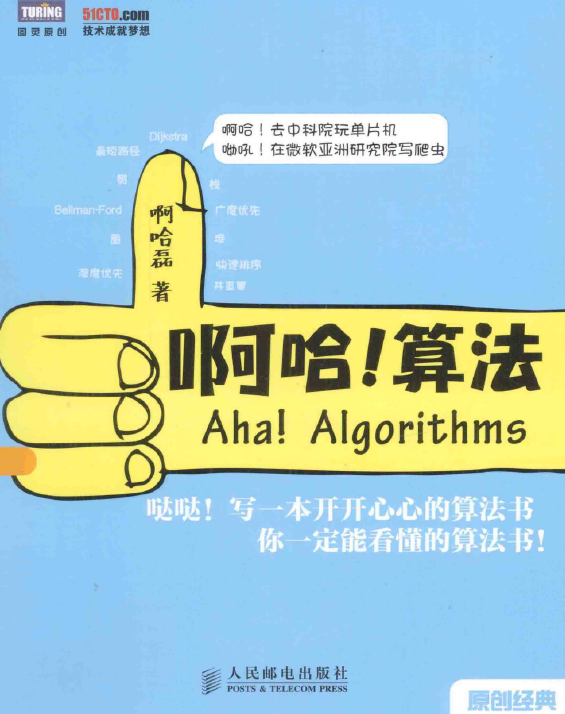 TURING
图灵原创
51CTO.com
技术成就梦想
啊哈！去中科院玩单片机
呦吼！在微软亚洲研究院写爬虫
Dijkstra
最短路径
树
栈
Bellman-Ford
广度优先
图
堆
快速排序
深度优先
并查集
啊哈磊 著
啊哈！算法
Aha! Algorithms
哒哒！写一本开开心心的算法书
你一定能看懂的算法书！
人民邮电出版社
POSTS & TELECOM PRESS
原创经典